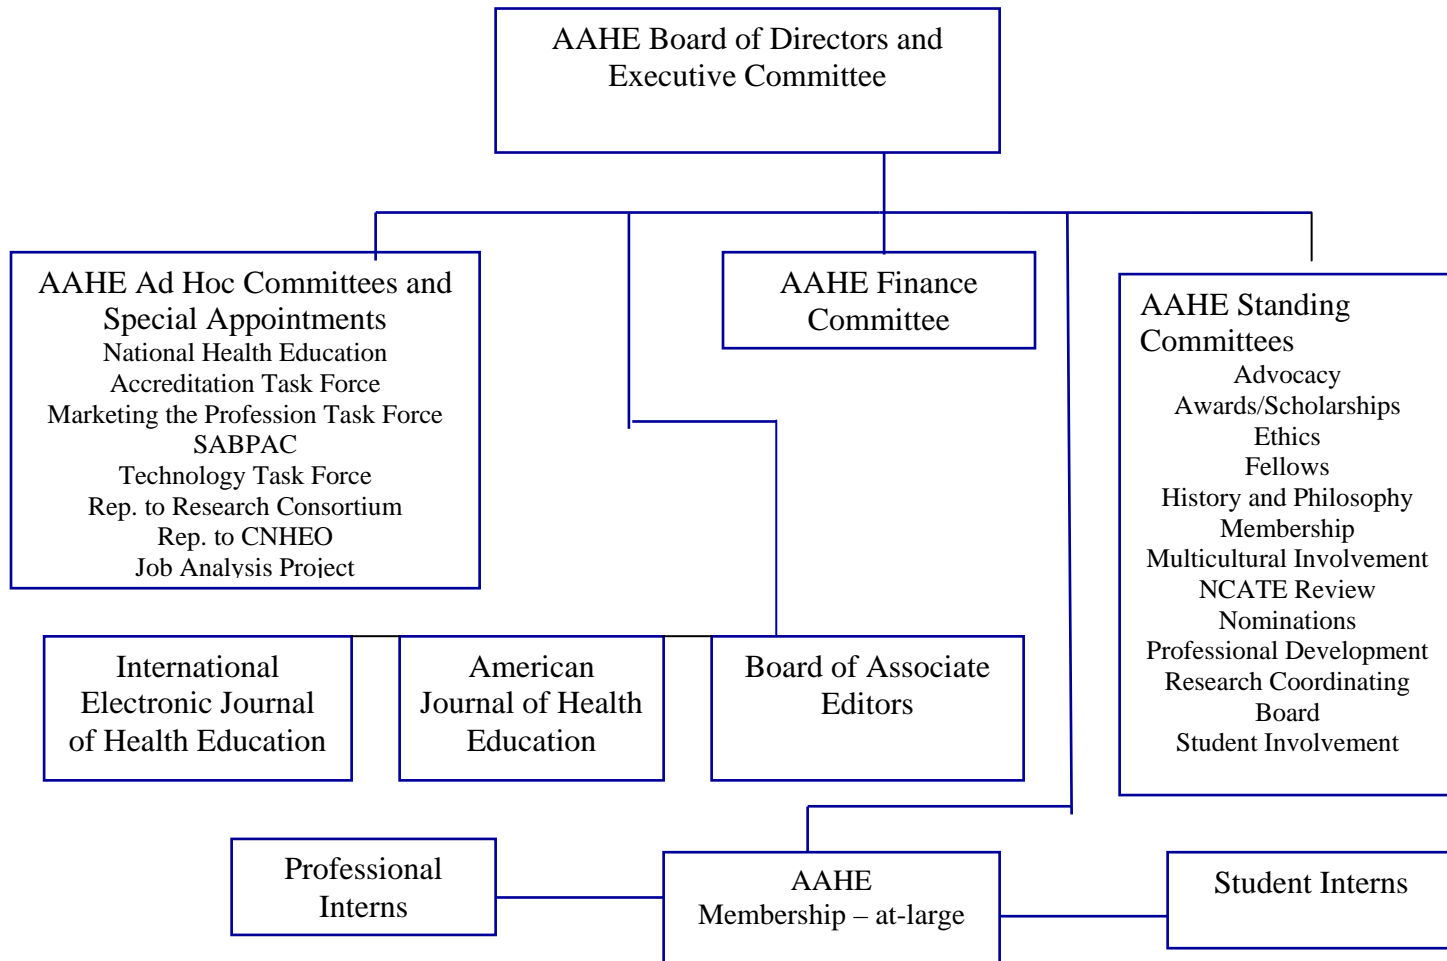 AAHE Board of Directors and
Executive Committee
AAHE Ad Hoc Committees and
Special Appointments
National Health Education
Accreditation Task Force
Marketing the Profession Task Force
SABPAC
Technology Task Force
Rep. to Research Consortium
Rep. to CNHEO
Job Analysis Project
AAHE Finance
Committee
AAHE Standing
Committees
Advocacy
Awards/Scholarships
Ethics
Fellows
History and Philosophy
Membership
Multicultural Involvement
NCATE Review
Nominations
Professional Development
Research Coordinating
Board
Student Involvement
International
Electronic Journal
of Health Education
American
Journal of Health
Education
Board of Associate
Editors
Professional
Interns
AAHE
Membership – at-large
Student Interns